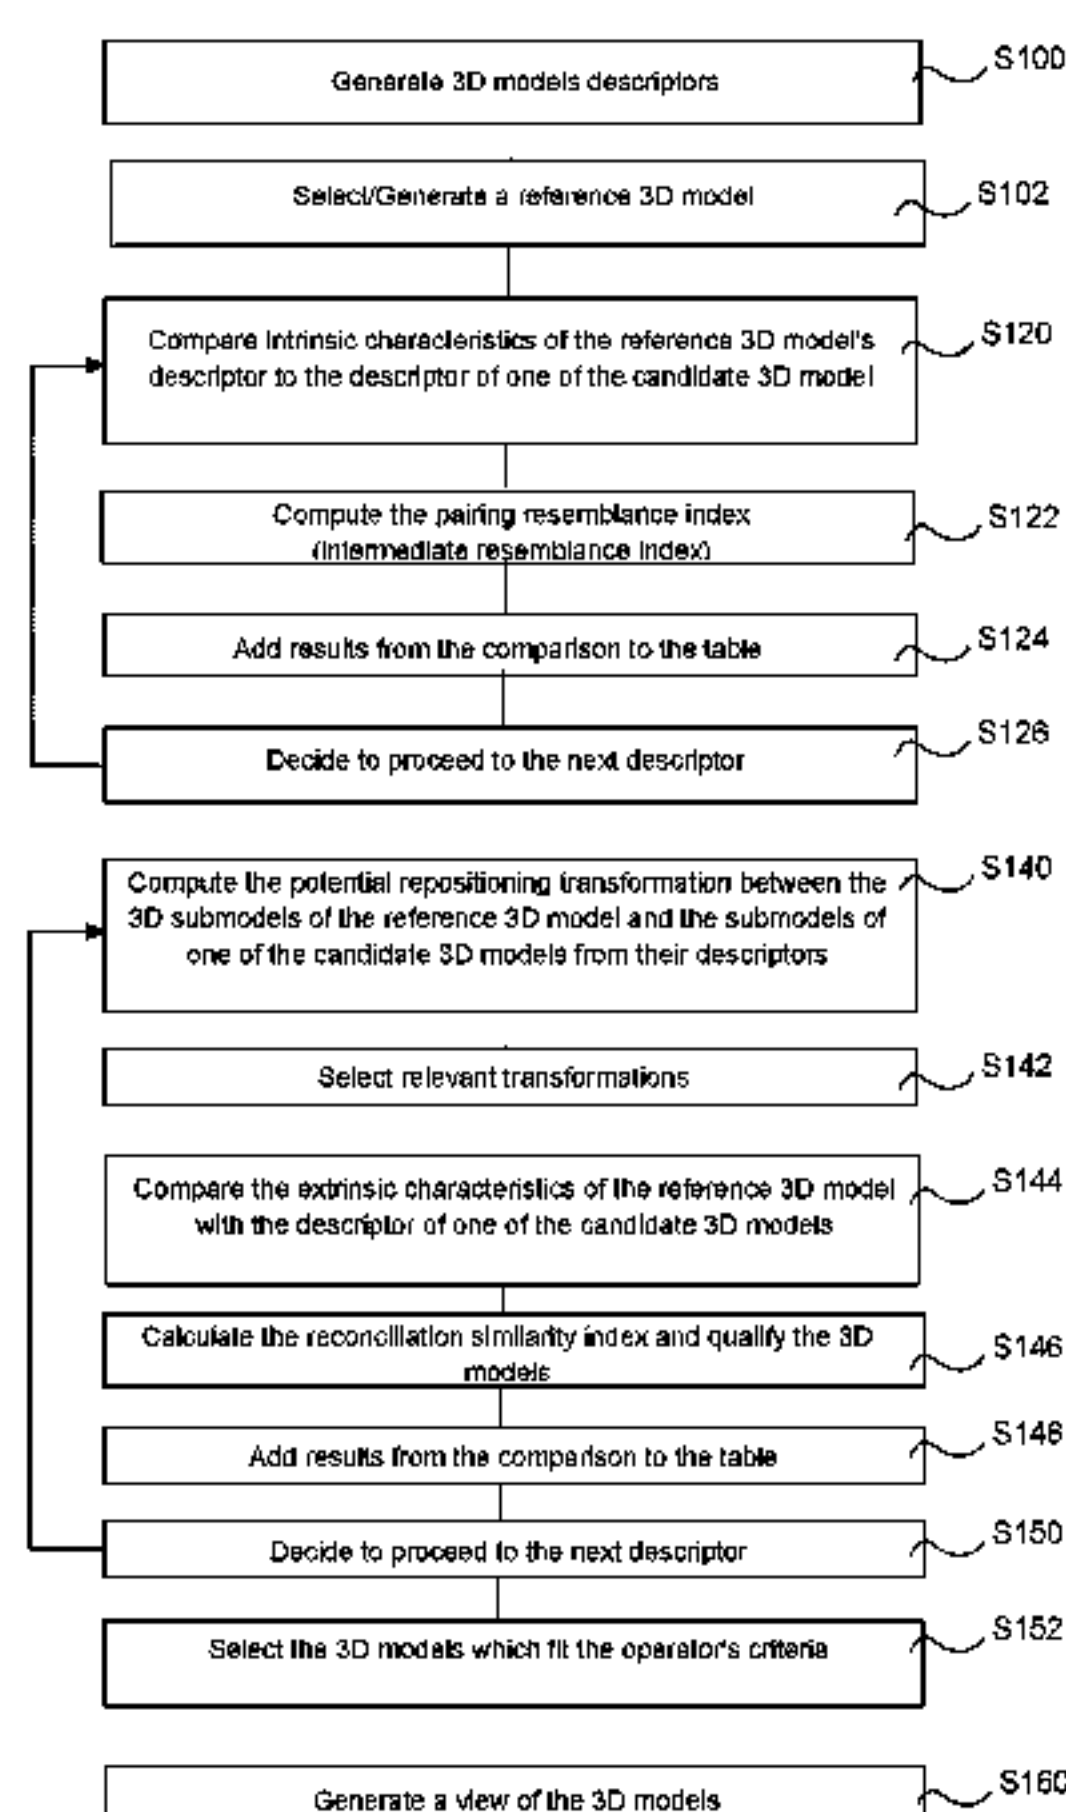 Generate 3D models descriptors
S100
Select/Generate a reference 3D model
S102
Compare Intrinsic characteristics of the reference 3D model's
descriptor to the descriptor of one of the candidate 3D model
S120
Compute the pairing resemblance index
(Intermediate resemblance Index)
S122
Add results from the comparison to the table
S124
Decide to proceed to the next descriptor
S126
Compute the potential repositioning transformation between the
3D submodels of the reference 3D model and the submodels of
one of the candidate 3D models from their descriptors
S140
Select relevant transformations
S142
Compare the extrinsic characteristics of the reference 3D model
with the descriptor of one of the candidate 3D models
S144
Calculate the reconciliation similarity index and qualify the 3D
models
S146
Add results from the comparison to the table
S146
Decide to proceed to the next descriptor
S150
Select the 3D models which fit the operator's criteria
S152
Generate a view of the 3D models
S160